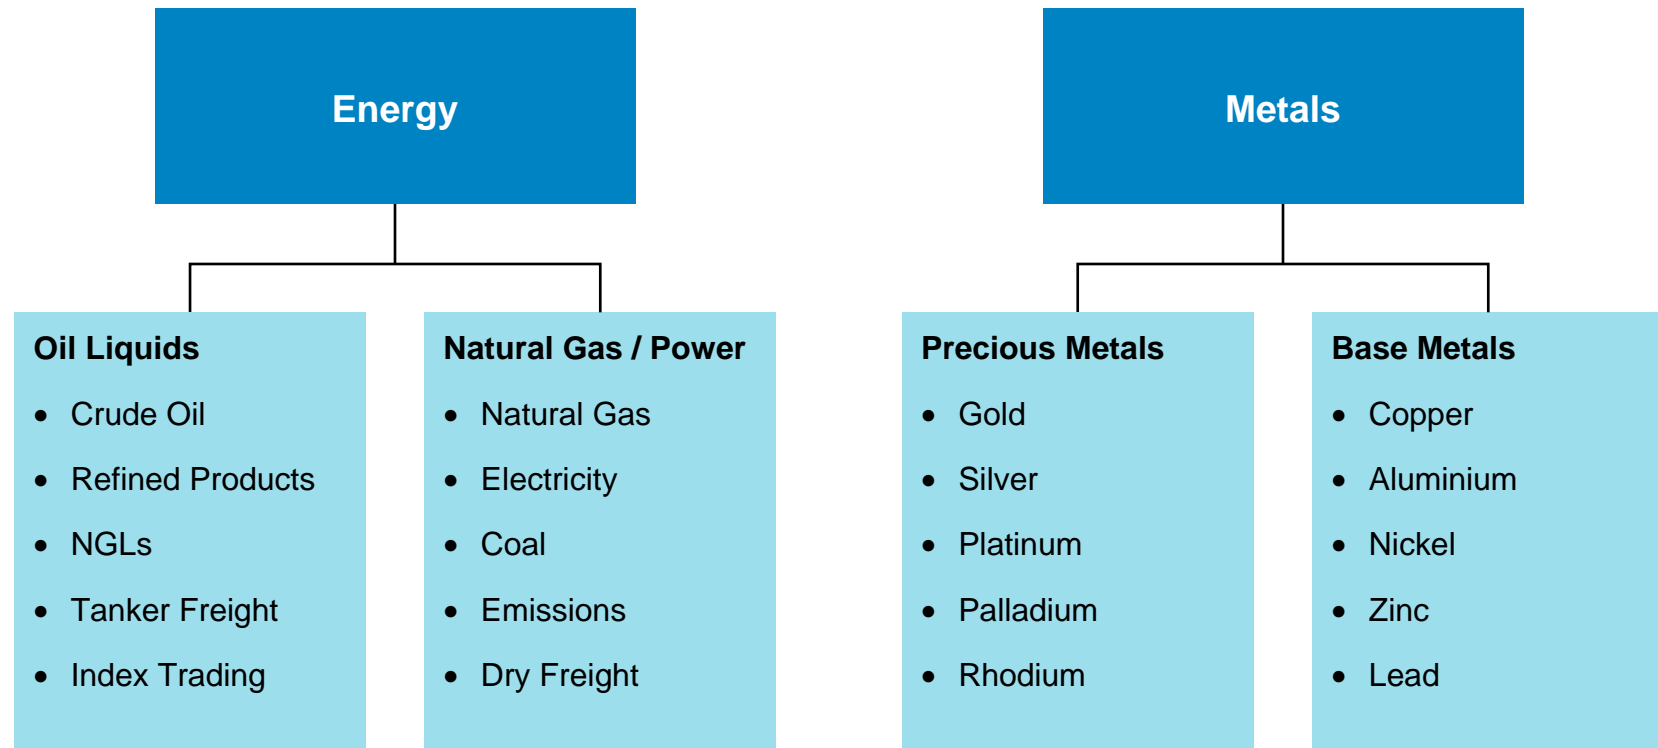 Energy
Metals
Oil Liquids
• Crude Oil
• Refined Products
• NGLs
• Tanker Freight
• Index Trading
Natural Gas / Power
• Natural Gas
• Electricity
• Coal
• Emissions
• Dry Freight
Precious Metals
• Gold
• Silver
• Platinum
• Palladium
• Rhodium
Base Metals
• Copper
• Aluminium
• Nickel
• Zinc
• Lead